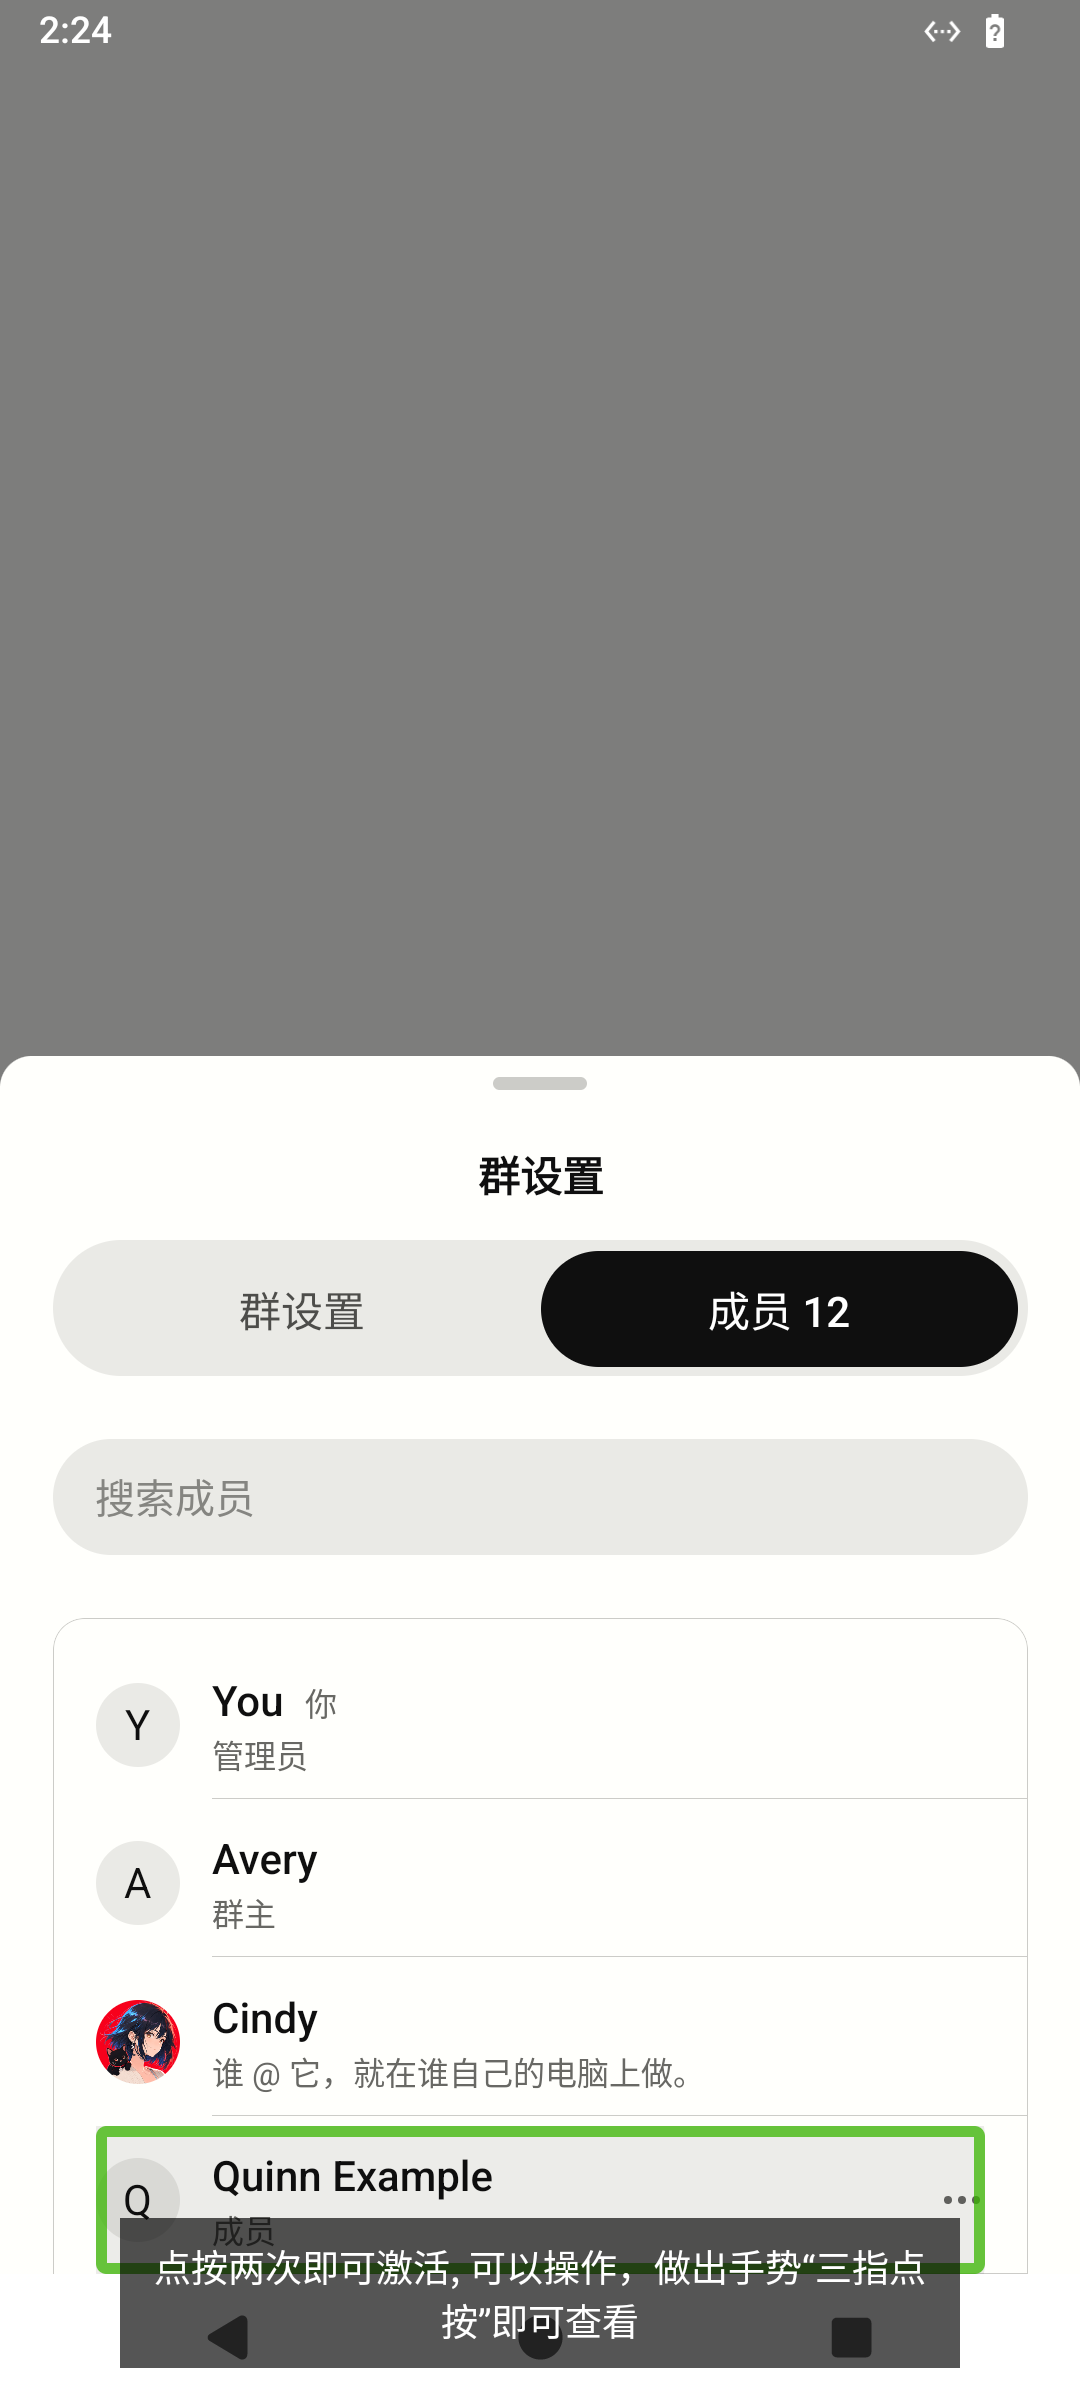 2:24
群设置
群设置
成员 12
搜索成员
Y
You 你
管理员
A
Avery
群主
Cindy
谁 @ 它，就在谁自己的电脑上做。
Q
Quinn Example
成员
点按两次即可激活, 可以操作，做出手势“三指点
按”即可查看